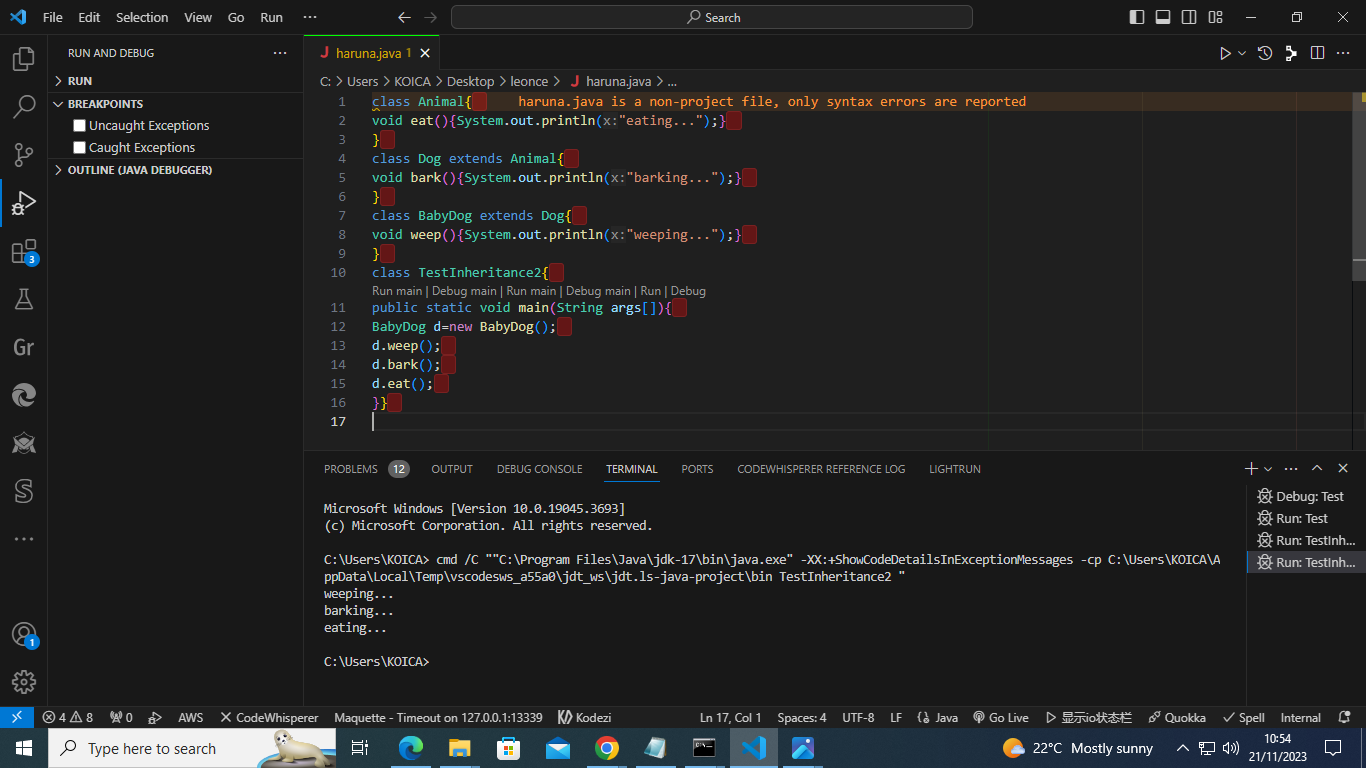 File Edit Selection View Go Run ··· Search
RUN AND DEBUG ···
RUN
BREAKPOINTS
Uncaught Exceptions
Caught Exceptions
OUTLINE (JAVA DEBUGGER)
3
Gr
1
J haruna.java 1
C: > Users > KOICA > Desktop > leonce > J haruna.java > ...
1 class Animal{ haruna.java is a non-project file, only syntax errors are reported
2 void eat(){System.out.println(x:"eating...");}
3 }
4 class Dog extends Animal{
5 void bark(){System.out.println(x:"barking...");}
6 }
7 class BabyDog extends Dog{
8 void weep(){System.out.println(x:"weeping...");}
9 }
10 class TestInheritance2{
Run main | Debug main | Run main | Debug main | Run | Debug
11 public static void main(String args[]){
12 BabyDog d=new BabyDog();
13 d.weep();
14 d.bark();
15 d.eat();
16 }}
17
PROBLEMS 12 OUTPUT DEBUG CONSOLE TERMINAL PORTS CODEWHISPERER REFERENCE LOG LIGHTRUN
Microsoft Windows [Version 10.0.19045.3693]
(c) Microsoft Corporation. All rights reserved.
C:\Users\KOICA> cmd /C ""C:\Program Files\Java\jdk-17\bin\java.exe" -XX:+ShowCodeDetailsInExceptionMessages -cp C:\Users\KOICA\A
ppData\Local\Temp\vscodesws_a55a0\jdt_ws\jdt.ls-java-project\bin TestInheritance2 "
weeping...
barking...
eating...
C:\Users\KOICA>
Debug: Test
Run: Test
Run: TestInh...
Run: TestInh...
4 8 0 AWS CodeWhisperer Maquette - Timeout on 127.0.0.1:13339 Kodezi Ln 17, Col 1 Spaces: 4 UTF-8 LF Java Go Live 显示io状态栏 Quokka Spell Internal
Type here to search 22°C Mostly sunny 10:54
21/11/2023